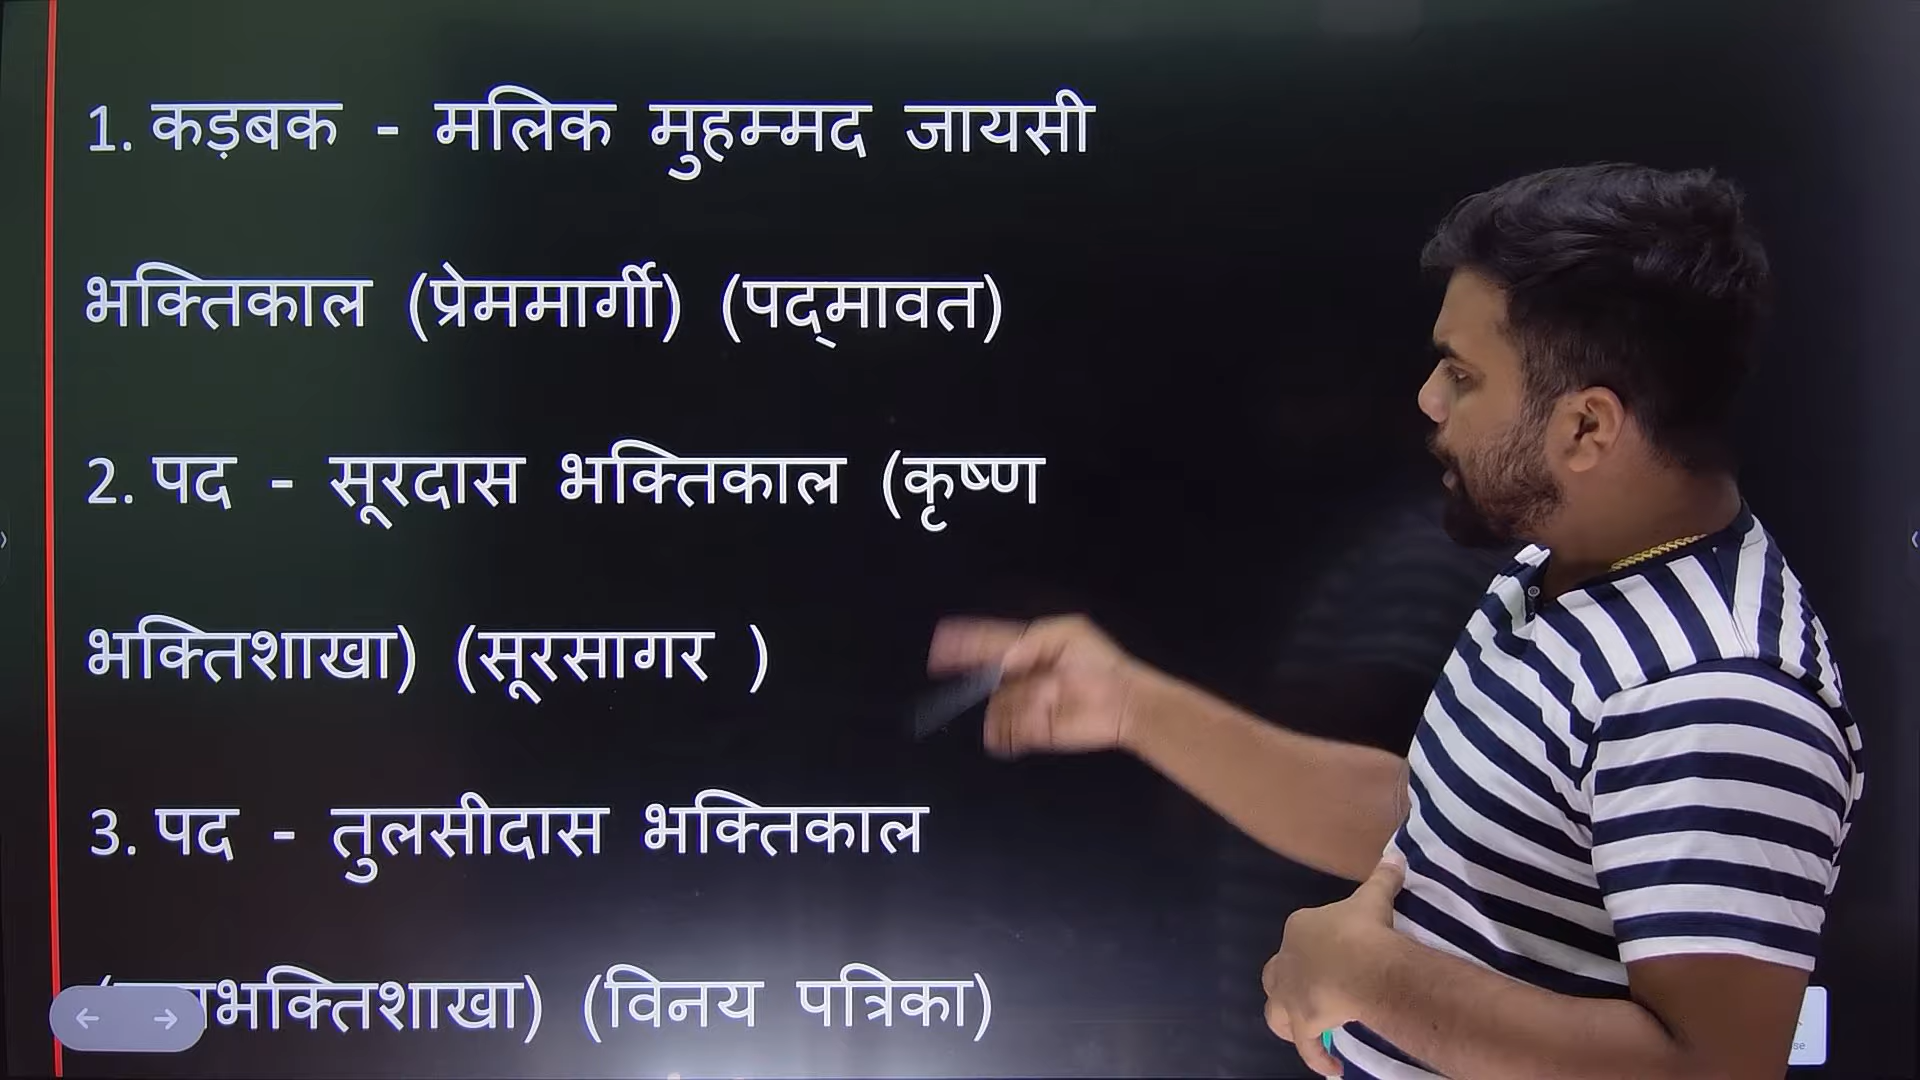 1. कड़बक - मलिक मुहम्मद जायसी
भक्तिकाल (प्रेममार्गी) (पद्‌मावत)
2. पद - सूरदास भक्तिकाल (कृष्ण
भक्तिशाखा) (सूरसागर )
3. पद - तुलसीदास भक्तिकाल
भक्तिशाखा) (विनय पत्रिका)